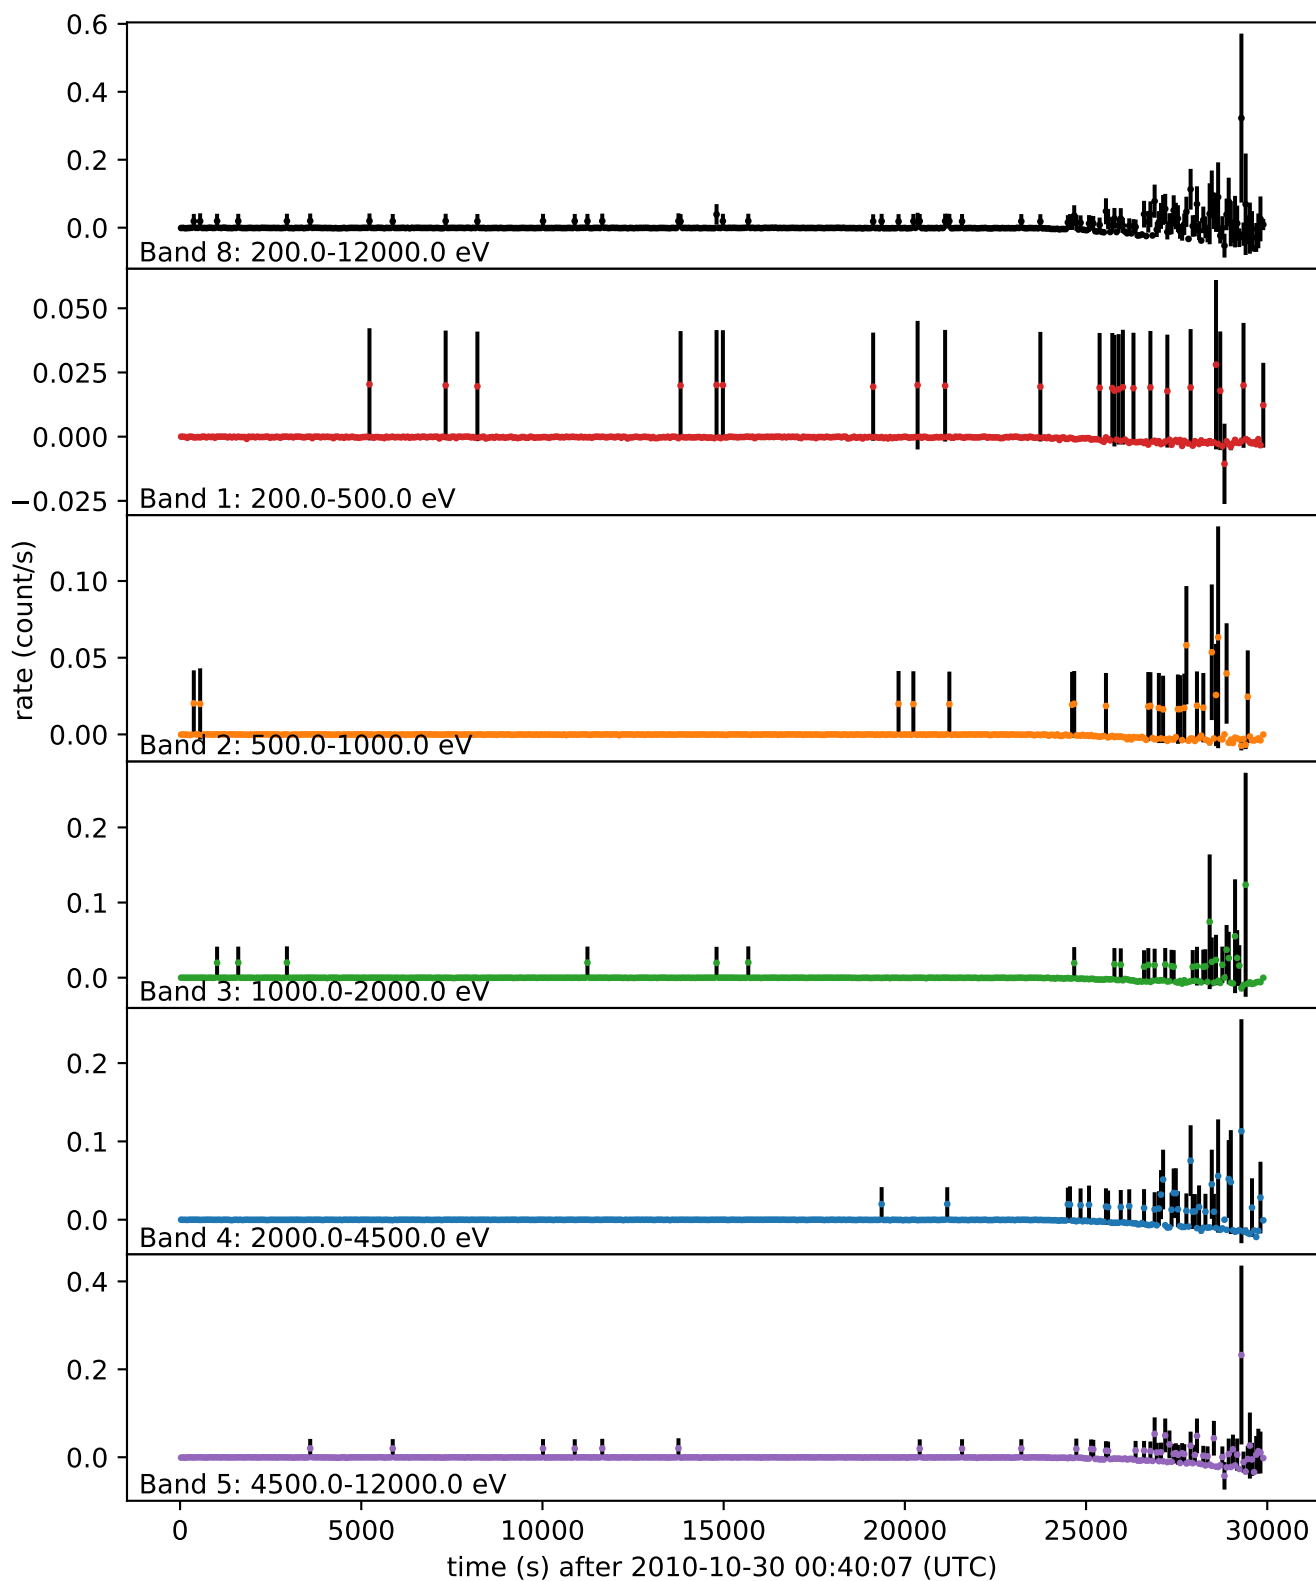 0.6
0.4
0.2
0.0
Band 8: 200.0-12000.0 eV
0.050
0.025
0.000
−0.025
Band 1: 200.0-500.0 eV
rate (count/s)
0.10
0.05
0.00
Band 2: 500.0-1000.0 eV
0.2
0.1
0.0
Band 3: 1000.0-2000.0 eV
0.2
0.1
0.0
Band 4: 2000.0-4500.0 eV
0.4
0.2
0.0
Band 5: 4500.0-12000.0 eV
0 5000 10000 15000 20000 25000 30000
time (s) after 2010-10-30 00:40:07 (UTC)